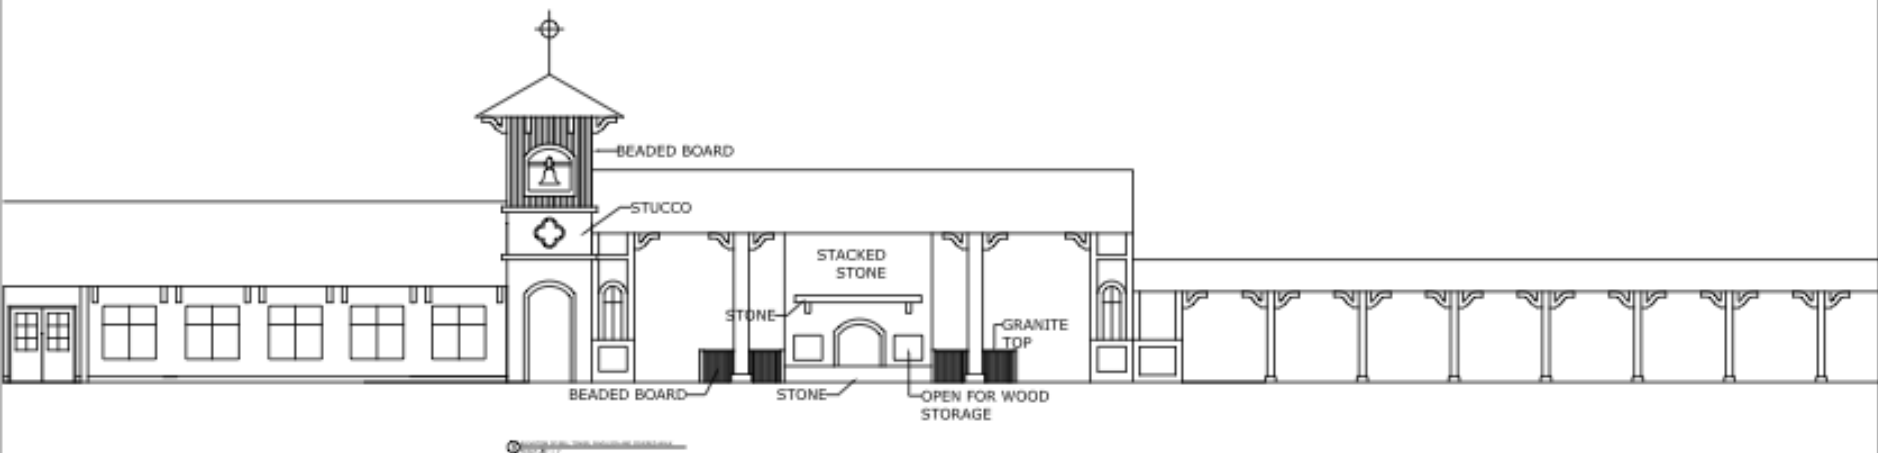 BEADED BOARD
STUCCO
STACKED
STONE
STONE
GRANITE
TOP
BEADED BOARD
STONE
OPEN FOR WOOD
STORAGE